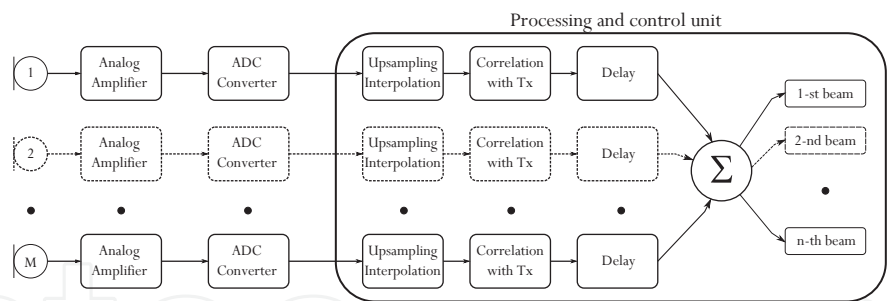 Processing and control unit
1
Analog
Amplifier
ADC
Converter
Upsampling
Interpolation
Correlation
with Tx
Delay
1-st beam
2
Analog
Amplifier
ADC
Converter
Upsampling
Interpolation
Correlation
with Tx
Delay
Σ
2-nd beam
M
Analog
Amplifier
ADC
Converter
Upsampling
Interpolation
Correlation
with Tx
Delay
n-th beam